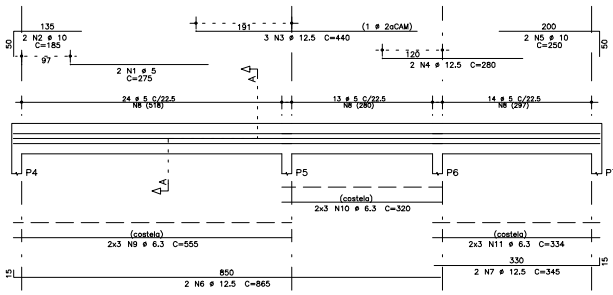 135
191
(1 ø 2aCAM)
200
50
2 N2 ø 10
C=185
3 N3 ø 12.5 C=440
2 N5 ø 10
C=250
50
97
120
2 N1 ø 5
C=275
2 N4 ø 12.5 C=280
A
24 ø 5 C/22.5
N8 (518)
13 ø 5 C/22.5
N8 (280)
14 ø 5 C/22.5
N8 (297)
P4
P5
P6
A
(costela)
2x3 N10 ø 6.3 C=320
(costela)
2x3 N9 ø 6.3 C=555
(costela)
2x3 N11 ø 6.3 C=334
15
850
2 N6 ø 12.5 C=865
330
2 N7 ø 12.5 C=345
15